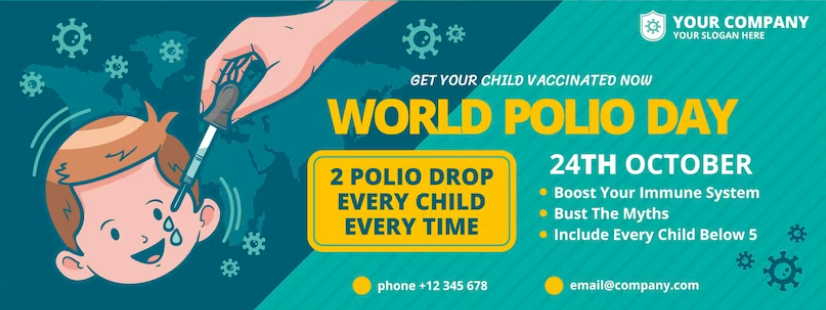 YOUR COMPANY
YOUR SLOGAN HERE
GET YOUR CHILD VACCINATED NOW
WORLD POLIO DAY
2 POLIO DROP
EVERY CHILD
EVERY TIME
24TH OCTOBER
Boost Your Immune System
Bust The Myths
Include Every Child Below 5
phone +12 345 678
email@company.com